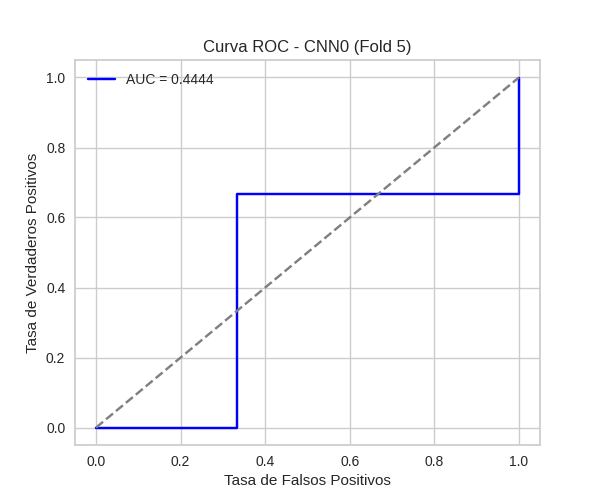 Curva ROC - CNN0 (Fold 5)
AUC = 0.4444
Tasa de Verdaderos Positivos
1.0
0.8
0.6
0.4
0.2
0.0
0.0 0.2 0.4 0.6 0.8 1.0
Tasa de Falsos Positivos